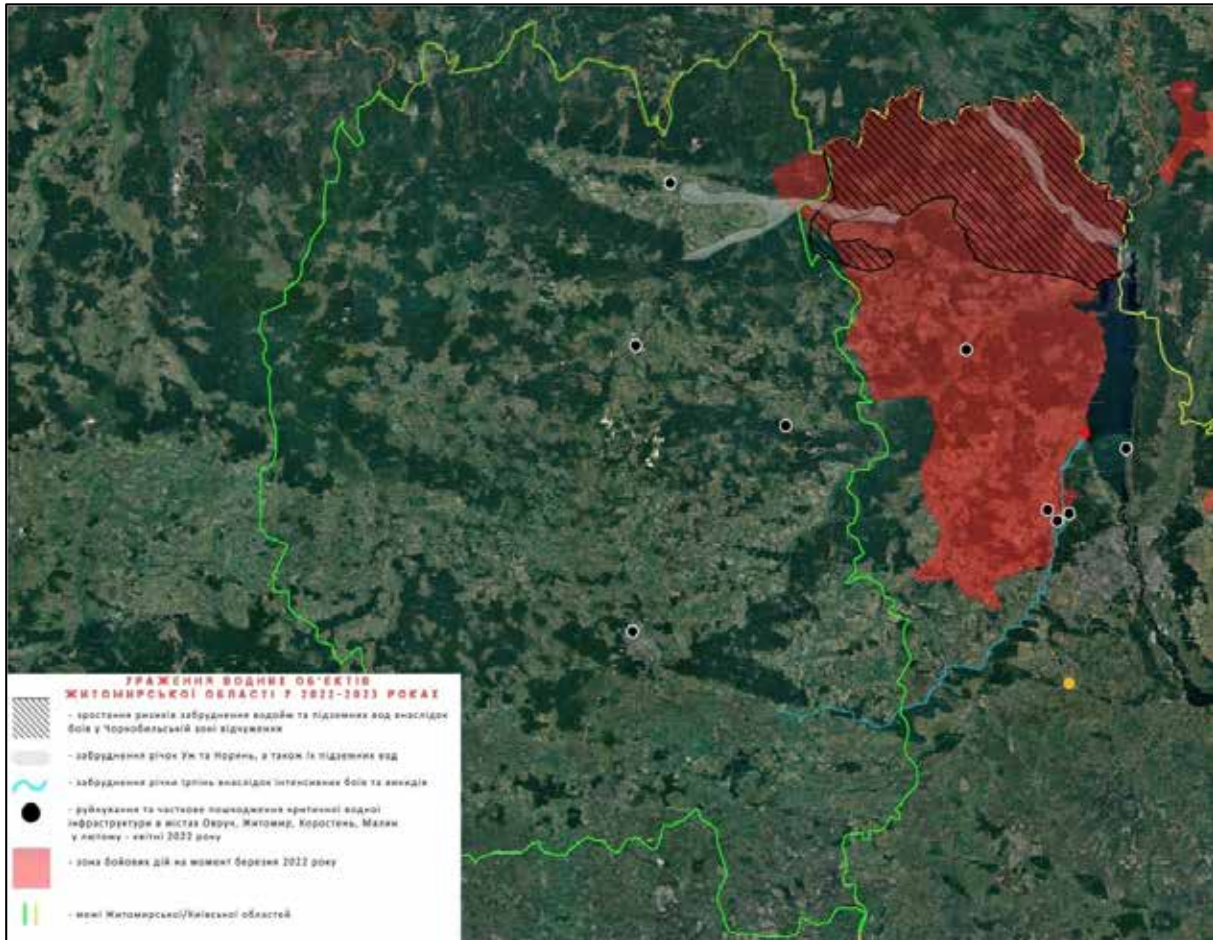 УРАЖЕННЯ ВОДНИХ ОБ'ЄКТІВ
ЖИТОМИРСЬКОЇ ОБЛАСТІ У 2022-2023 РОКАХ
- зростання ризиків забруднення водойм та підземних вод внаслідок
боїв у Чорнобильській зоні відчуження
- забруднення річок Уж та Норинь, а також їх підземних вод
- забруднення річки Ірпінь внаслідок інтенсивних боїв та викидів
- руйнування та часткове пошкодження критичної водної
інфраструктури в містах Овруч, Житомир, Коростень, Малин
у лютому - квітні 2022 року
- зона бойових дій на момент березня 2022 року
- межі Житомирської/Київської областей